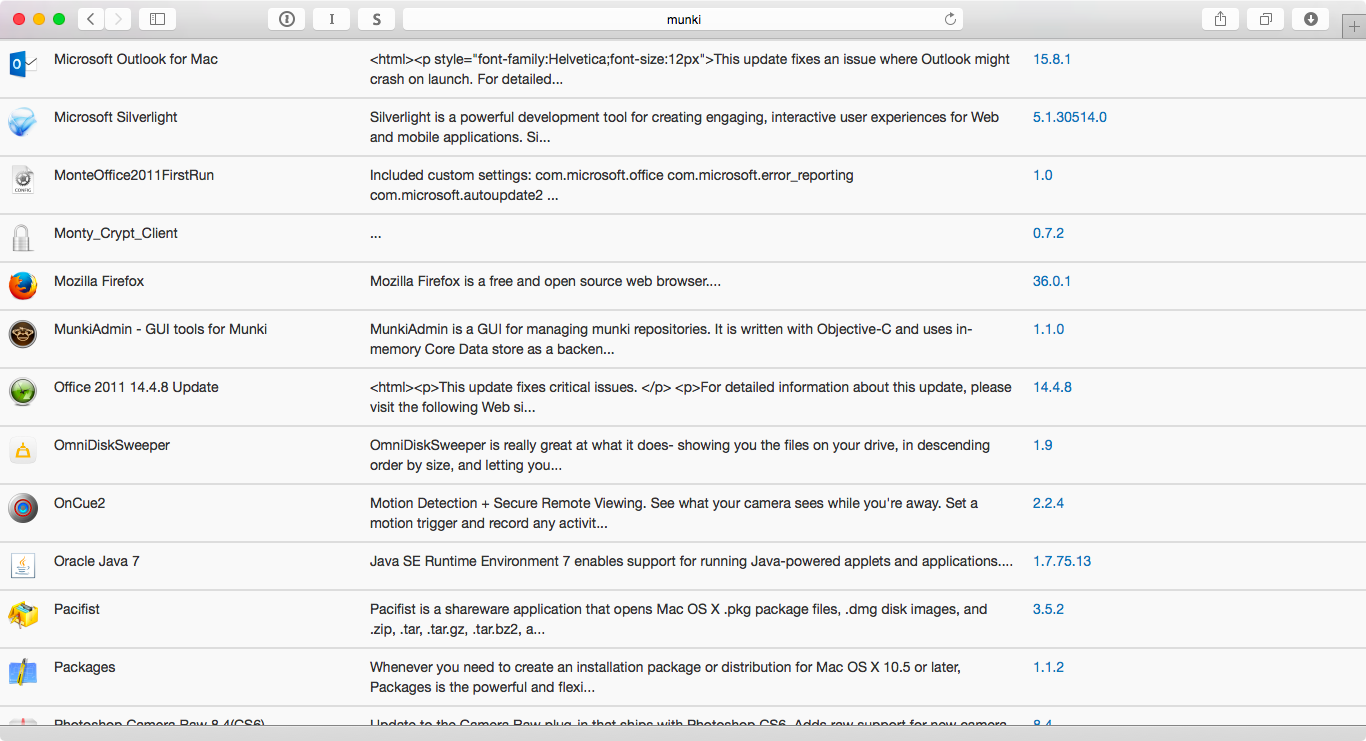 munki
Microsoft Outlook for Mac
<html><p style="font-family:Helvetica;font-size:12px">This update fixes an issue where Outlook might
crash on launch. For detailed...
15.8.1
Microsoft Silverlight
Silverlight is a powerful development tool for creating engaging, interactive user experiences for Web
and mobile applications. Si...
5.1.30514.0
CONFIG
MonteOffice2011FirstRun
Included custom settings: com.microsoft.office com.microsoft.error_reporting
com.microsoft.autoupdate2 ...
1.0
Monty_Crypt_Client
...
0.7.2
Mozilla Firefox
Mozilla Firefox is a free and open source web browser....
36.0.1
MunkiAdmin - GUI tools for Munki
MunkiAdmin is a GUI for managing munki repositories. It is written with Objective-C and uses in-
memory Core Data store as a backen...
1.1.0
Office 2011 14.4.8 Update
<html><p>This update fixes critical issues. </p> <p>For detailed information about this update, please
visit the following Web si...
14.4.8
OmniDiskSweeper
OmniDiskSweeper is really great at what it does- showing you the files on your drive, in descending
order by size, and letting you...
1.9
OnCue2
Motion Detection + Secure Remote Viewing. See what your camera sees while you're away. Set a
motion trigger and record any activit...
2.2.4
Oracle Java 7
Java SE Runtime Environment 7 enables support for running Java-powered applets and applications....
1.7.75.13
Pacifist
Pacifist is a shareware application that opens Mac OS X .pkg package files, .dmg disk images, and
.zip, .tar, .tar.gz, .tar.bz2, a...
3.5.2
Packages
Whenever you need to create an installation package or distribution for Mac OS X 10.5 or later,
Packages is the powerful and flexi...
1.1.2
Photoshop Camera Raw 8.4(CS6)
Update to the Camera Raw plug-in that ships with Photoshop CS6. Adds raw support for new camera
8.4